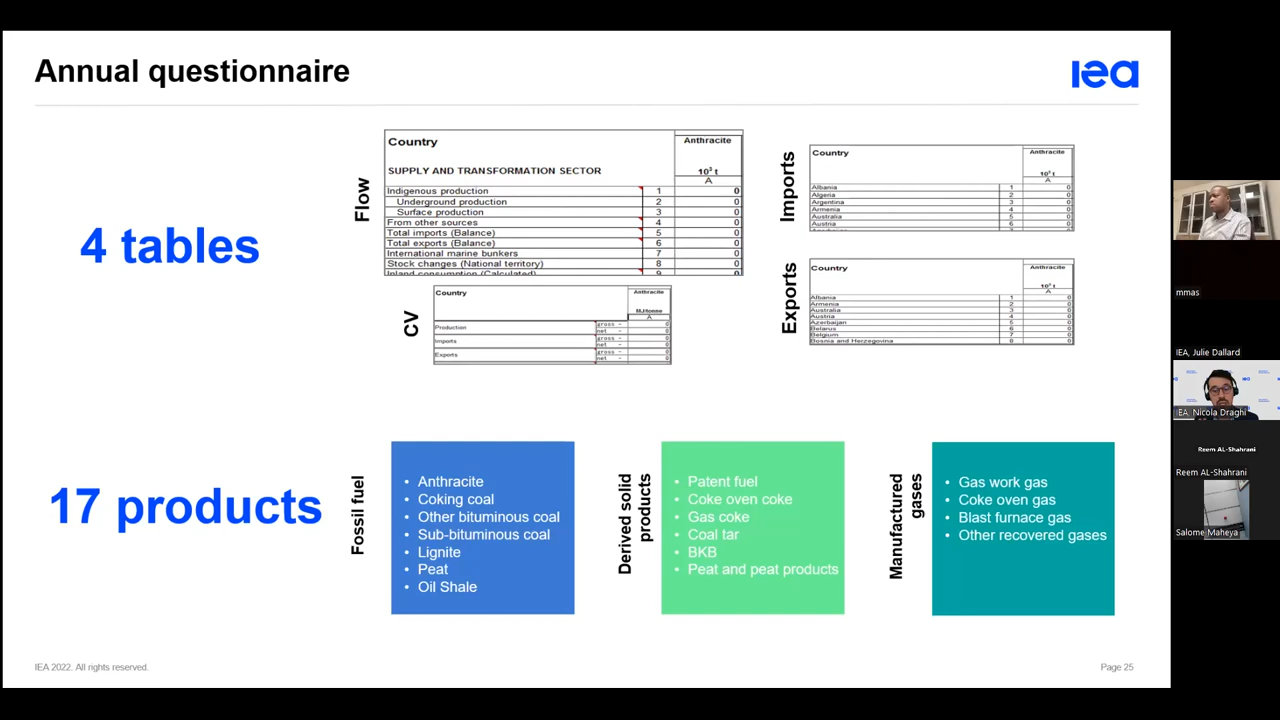 Annual questionnaire
iea
4 tables
Flow
Country
Anthracite
SUPPLY AND TRANSFORMATION SECTOR
10³ t
A
Indigenous production 1 0
Underground production 2 0
Surface production 3 0
From other sources 4 0
Total imports (Balance) 5 0
Total exports (Balance) 6 0
International marine bunkers 7 0
Stock changes (National territory) 8 0
Inland consumption (Calculated) 9 0
CV
Country
Anthracite
MJ/tonne
A
Production
gross - 0
net - 0
Imports
gross - 0
net - 0
Exports
gross - 0
net - 0
Imports
Country
Anthracite
10³ t
A
Albania 1 0
Algeria 2 0
Argentina 3 0
Armenia 4 0
Australia 5 0
Austria 6 0
Exports
Country
Anthracite
10³ t
A
Albania 1 0
Armenia 2 0
Australia 3 0
Austria 4 0
Azerbaijan 5 0
Belarus 6 0
Belgium 7 0
Bosnia and Herzegovina 8 0
17 products
Fossil fuel
• Anthracite
• Coking coal
• Other bituminous coal
• Sub-bituminous coal
• Lignite
• Peat
• Oil Shale
Derived solid
products
• Patent fuel
• Coke oven coke
• Gas coke
• Coal tar
• BKB
• Peat and peat products
Manufactured
gases
• Gas work gas
• Coke oven gas
• Blast furnace gas
• Other recovered gases
IEA 2022. All rights reserved.
Page 25
mmas
IEA, Julie Dallard
IEA, Nicola Draghi
Reem AL-Shahrani
Reem AL-Shahrani
Salome Maheya